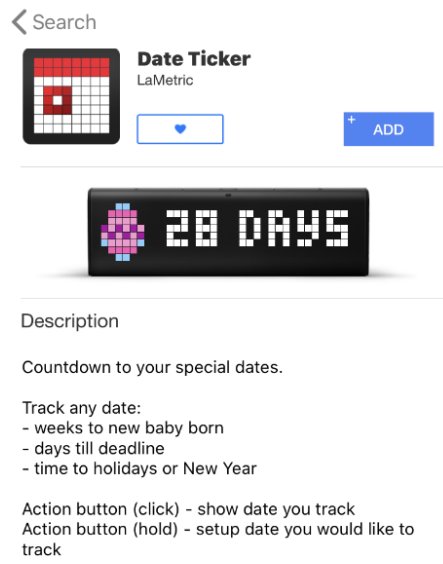 Search
Date Ticker
LaMetric
+ ADD
28 DAYS
Description
Countdown to your special dates.
Track any date:
- weeks to new baby born
- days till deadline
- time to holidays or New Year
Action button (click) - show date you track
Action button (hold) - setup date you would like to
track